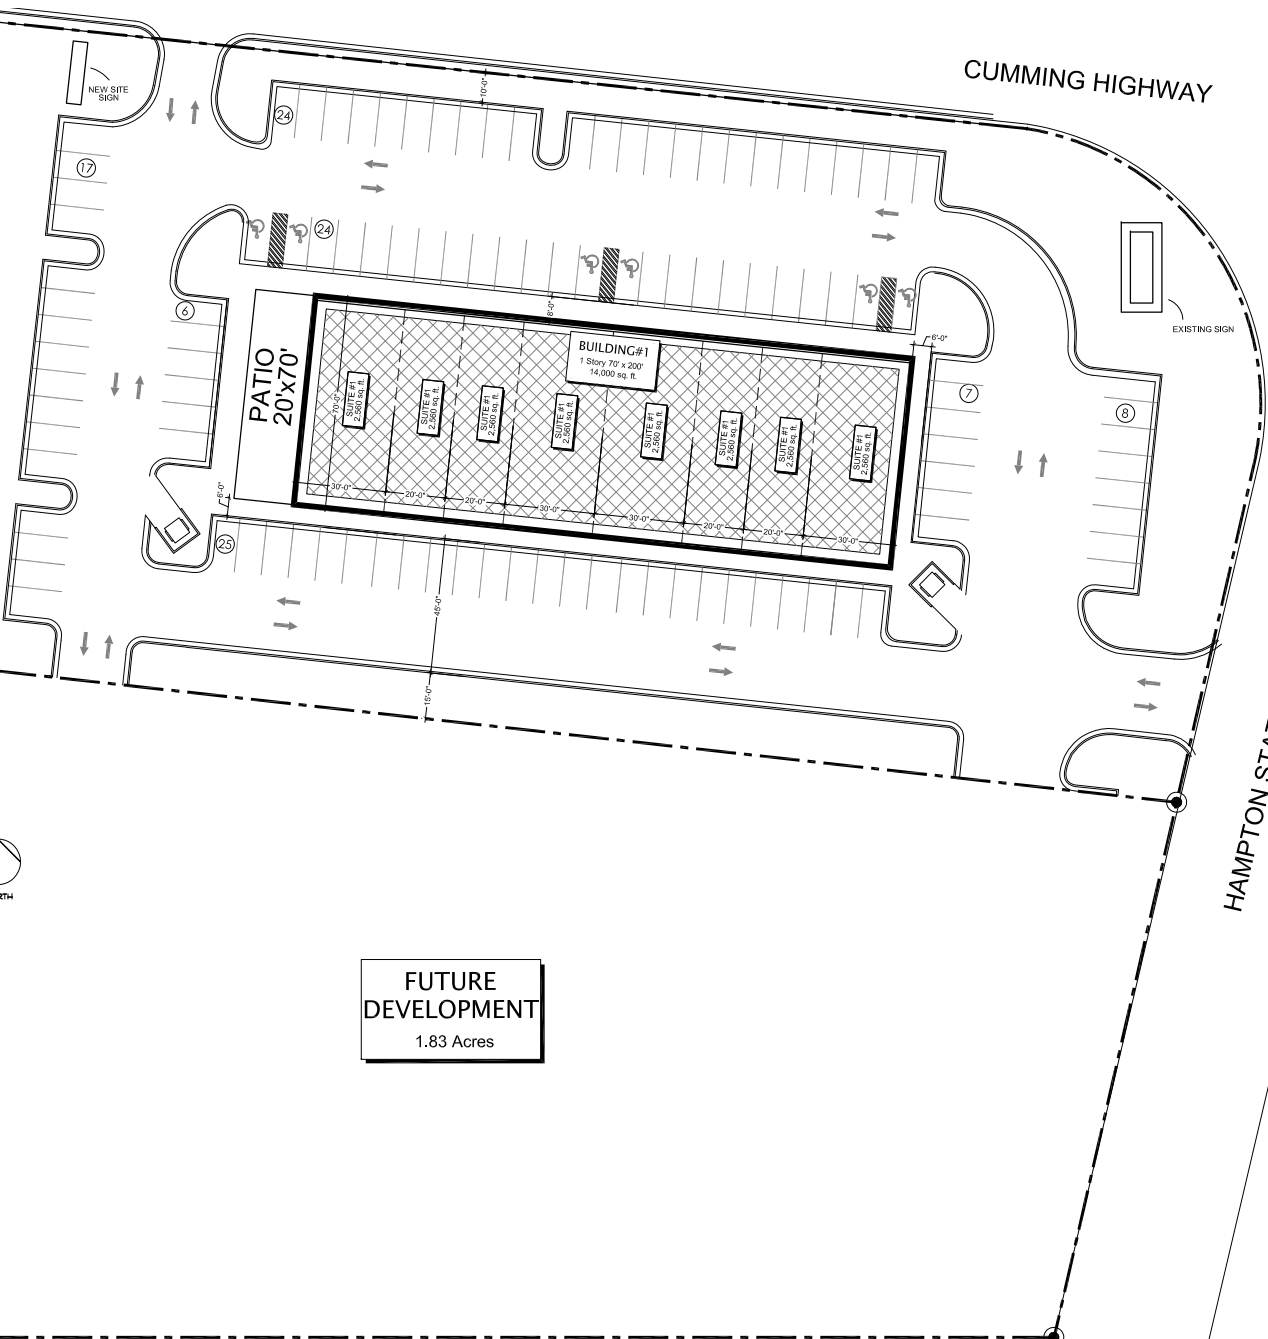 CUMMING HIGHWAY
NEW SITE
SIGN
10'-0"
24
17
24
EXISTING SIGN
6
8'-0"
BUILDING#1
1 Story 70' x 200'
14,000 sq. ft.
6'-0"
PATIO
20'x70'
70'-0"
SUITE #1
2,560 sq. ft.
SUITE #1
2,560 sq. ft.
SUITE #1
2,560 sq. ft.
SUITE #1
2,560 sq. ft.
SUITE #1
2,560 sq. ft.
SUITE #1
2,560 sq. ft.
SUITE #1
2,560 sq. ft.
SUITE #1
2,560 sq. ft.
7
8
6'-0"
30'-0"
20'-0"
20'-0"
30'-0"
30'-0"
20'-0"
20'-0"
30'-0"
25
45'-0"
15'-0"
HAMPTON
FUTURE
DEVELOPMENT
1.83 Acres